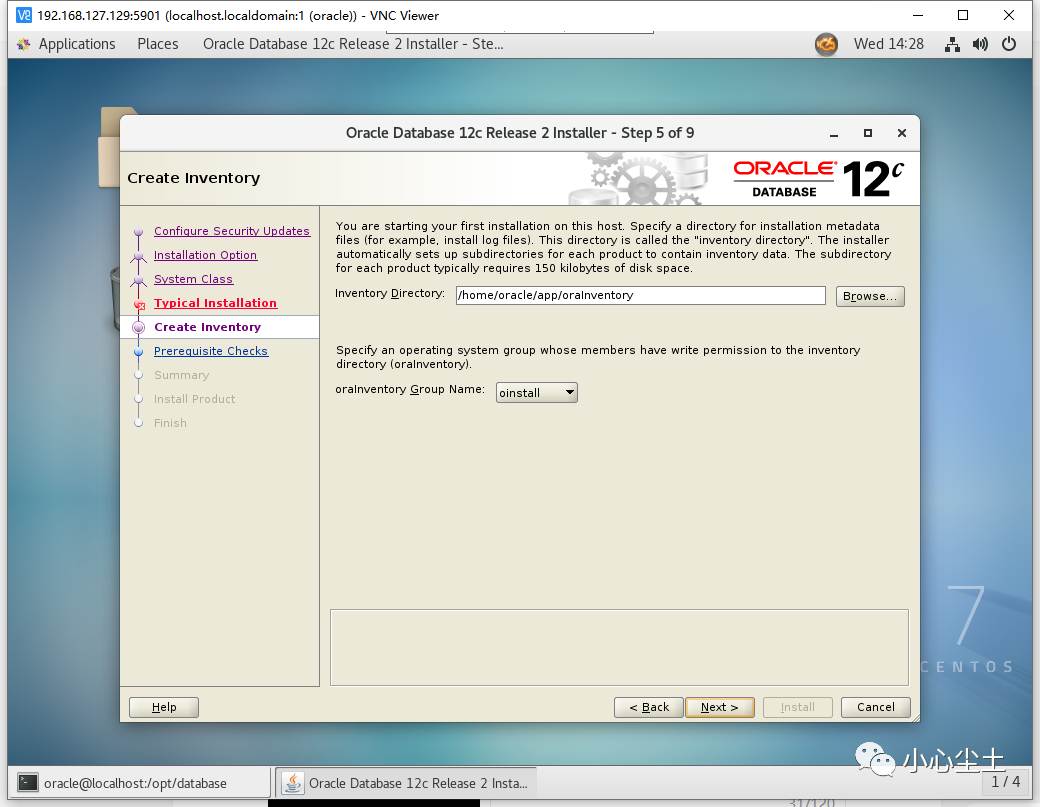 192.168.127.129:5901 (localhost.localdomain:1 (oracle)) - VNC Viewer
Applications Places Oracle Database 12c Release 2 Installer - Ste... Wed 14:28
Oracle Database 12c Release 2 Installer - Step 5 of 9
Create Inventory
ORACLE DATABASE 12c
Configure Security Updates
Installation Option
System Class
Typical Installation
Create Inventory
Prerequisite Checks
Summary
Install Product
Finish
You are starting your first installation on this host. Specify a directory for installation metadata
files (for example, install log files). This directory is called the "inventory directory". The installer
automatically sets up subdirectories for each product to contain inventory data. The subdirectory
for each product typically requires 150 kilobytes of disk space.
Inventory Directory: /home/oracle/app/oraInventory Browse...
Specify an operating system group whose members have write permission to the inventory
directory (oraInventory).
oraInventory Group Name: oinstall
7
CENTOS
Help < Back Next > Install Cancel
小心尘土
oracle@localhost:/opt/database Oracle Database 12c Release 2 Insta... 1 / 4
31/120